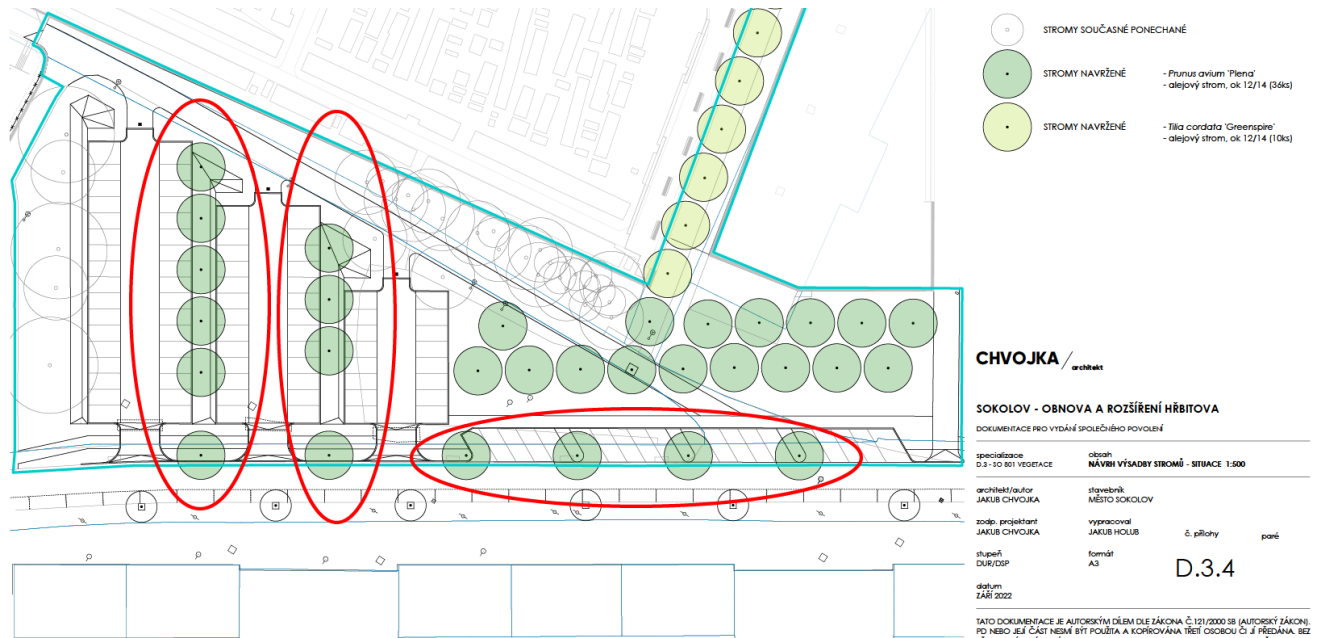 STROMY SOUČASNÉ PONECHANÉ
STROMY NAVRŽENÉ - Prunus avium 'Plena'
- alejový strom, ok 12/14 (36ks)
STROMY NAVRŽENÉ - Tilia cordata 'Greenspire'
- alejový strom, ok 12/14 (10ks)
CHVOJKA / architekt
SOKOLOV - OBNOVA A ROZŠÍŘENÍ HŘBITOVA
DOKUMENTACE PRO VYDÁNÍ SPOLEČNÉHO POVOLENÍ
specializace obsah
D.3 - SO 801 VEGETACE NÁVRH VÝSADBY STROMŮ - SITUACE 1:500
architekt/autor stavebník
JAKUB CHVOJKA MĚSTO SOKOLOV
zodp. projektant vypracoval
JAKUB CHVOJKA JAKUB HOLUB č. přílohy paré
stupeň formát
DUR/DSP A3 D.3.4
datum
ZÁŘÍ 2022
TATO DOKUMENTACE JE AUTORSKÝM DÍLEM DLE ZÁKONA Č.121/2000 SB (AUTORSKÝ ZÁKON).
PD NEBO JEJÍ ČÁST NESMÍ BÝT POUŽITA A KOPÍROVÁNA TŘETÍ OSOBOU ČI JÍ PŘEDÁNA. BEZ